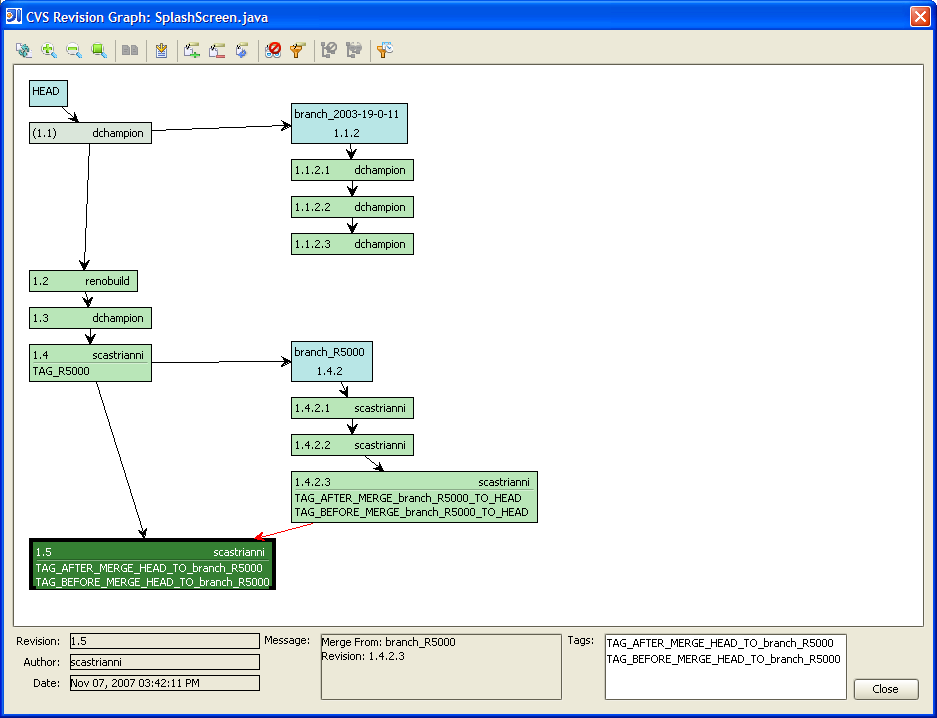 CVS Revision Graph: SplashScreen.java
HEAD
(1.1) dchampion
branch_2003-19-0-11
1.1.2
1.1.2.1 dchampion
1.1.2.2 dchampion
1.1.2.3 dchampion
1.2 renobuild
1.3 dchampion
1.4 scastrianni
TAG_R5000
branch_R5000
1.4.2
1.4.2.1 scastrianni
1.4.2.2 scastrianni
1.4.2.3 scastrianni
TAG_AFTER_MERGE_branch_R5000_TO_HEAD
TAG_BEFORE_MERGE_branch_R5000_TO_HEAD
1.5 scastrianni
TAG_AFTER_MERGE_HEAD_TO_branch_R5000
TAG_BEFORE_MERGE_HEAD_TO_branch_R5000
Revision: 1.5
Author: scastrianni
Date: Nov 07, 2007 03:42:11 PM
Message: Merge From: branch_R5000
Revision: 1.4.2.3
Tags: TAG_AFTER_MERGE_HEAD_TO_branch_R5000
TAG_BEFORE_MERGE_HEAD_TO_branch_R5000
Close